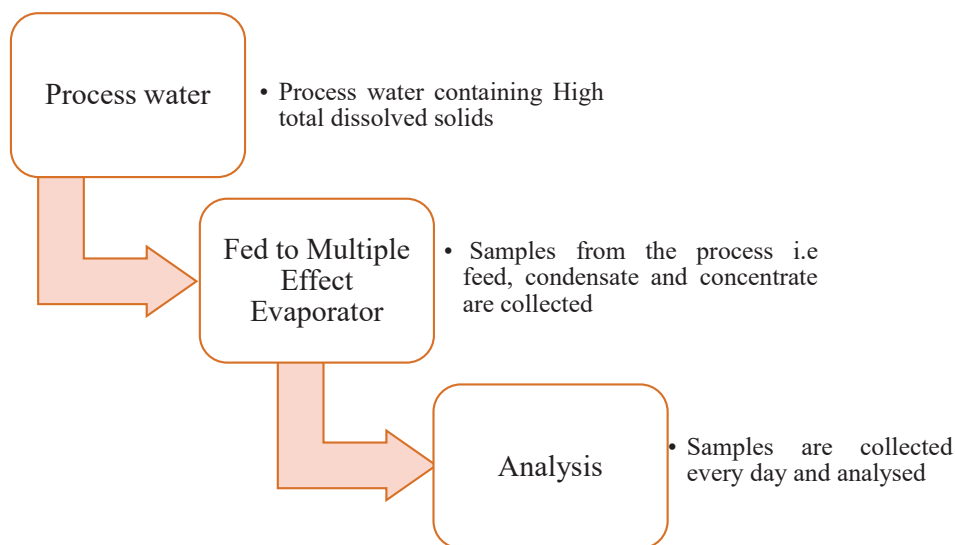 Process water
• Process water containing High
total dissolved solids
Fed to Multiple
Effect
Evaporator
• Samples from the process i.e
feed, condensate and concentrate
are collected
Analysis
• Samples are collected
every day and analysed